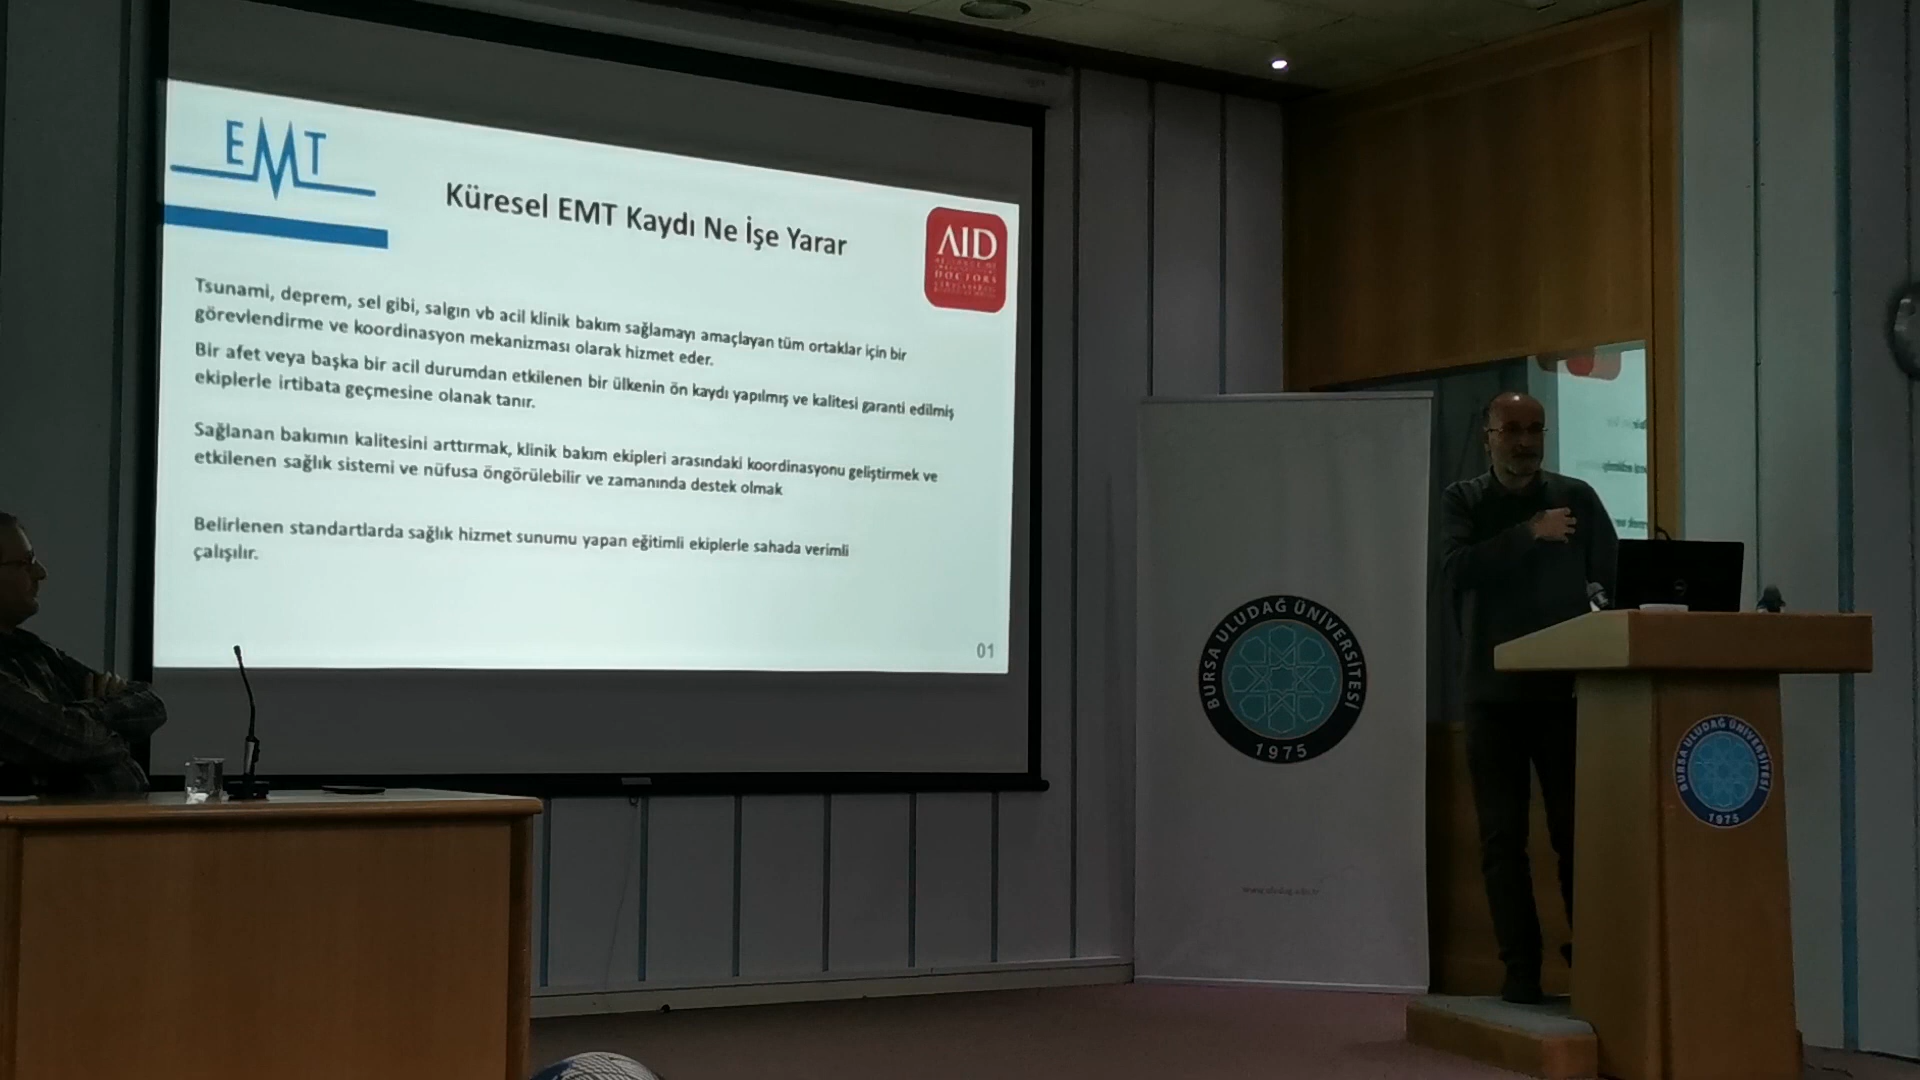 EMT
Küresel EMT Kaydı Ne İşe Yarar
AID
DOCTORS
Tsunami, deprem, sel gibi, salgın vb acil klinik bakım sağlamayı amaçlayan tüm ortaklar için bir
görevlendirme ve koordinasyon mekanizması olarak hizmet eder.
Bir afet veya başka bir acil durumdan etkilenen bir ülkenin ön kaydı yapılmış ve kalitesi garanti edilmiş
ekiplerle irtibata geçmesine olanak tanır.
Sağlanan bakımın kalitesini arttırmak, klinik bakım ekipleri arasındaki koordinasyonu geliştirmek ve
etkilenen sağlık sistemi ve nüfusa öngörülebilir ve zamanında destek olmak
Belirlenen standartlarda sağlık hizmet sunumu yapan eğitimli ekiplerle sahada verimli
çalışılır.
01
BURSA ULUDAĞ ÜNİVERSİTESİ
1975
www.uludag.edu.tr
BURSA ULUDAĞ ÜNİVERSİTESİ
1975